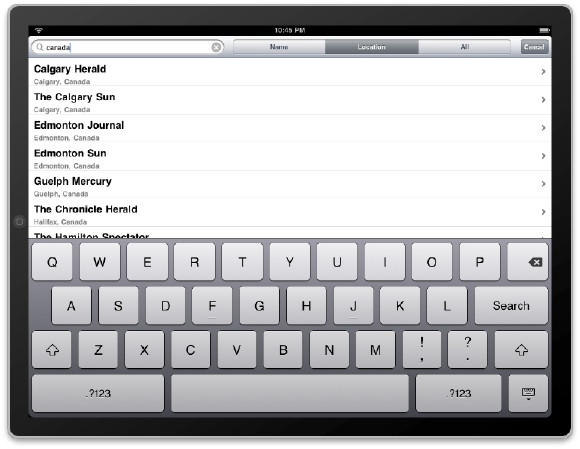 10:45 PM
canada
Name Location All Cancel
Calgary Herald
Calgary, Canada
The Calgary Sun
Calgary, Canada
Edmonton Journal
Edmonton, Canada
Edmonton Sun
Edmonton, Canada
Guelph Mercury
Guelph, Canada
The Chronicle Herald
Halifax, Canada
The Hamilton Spectator
Q W E R T Y U I O P
A S D F G H J K L Search
Z X C V B N M ! , ? .
.?123 .?123